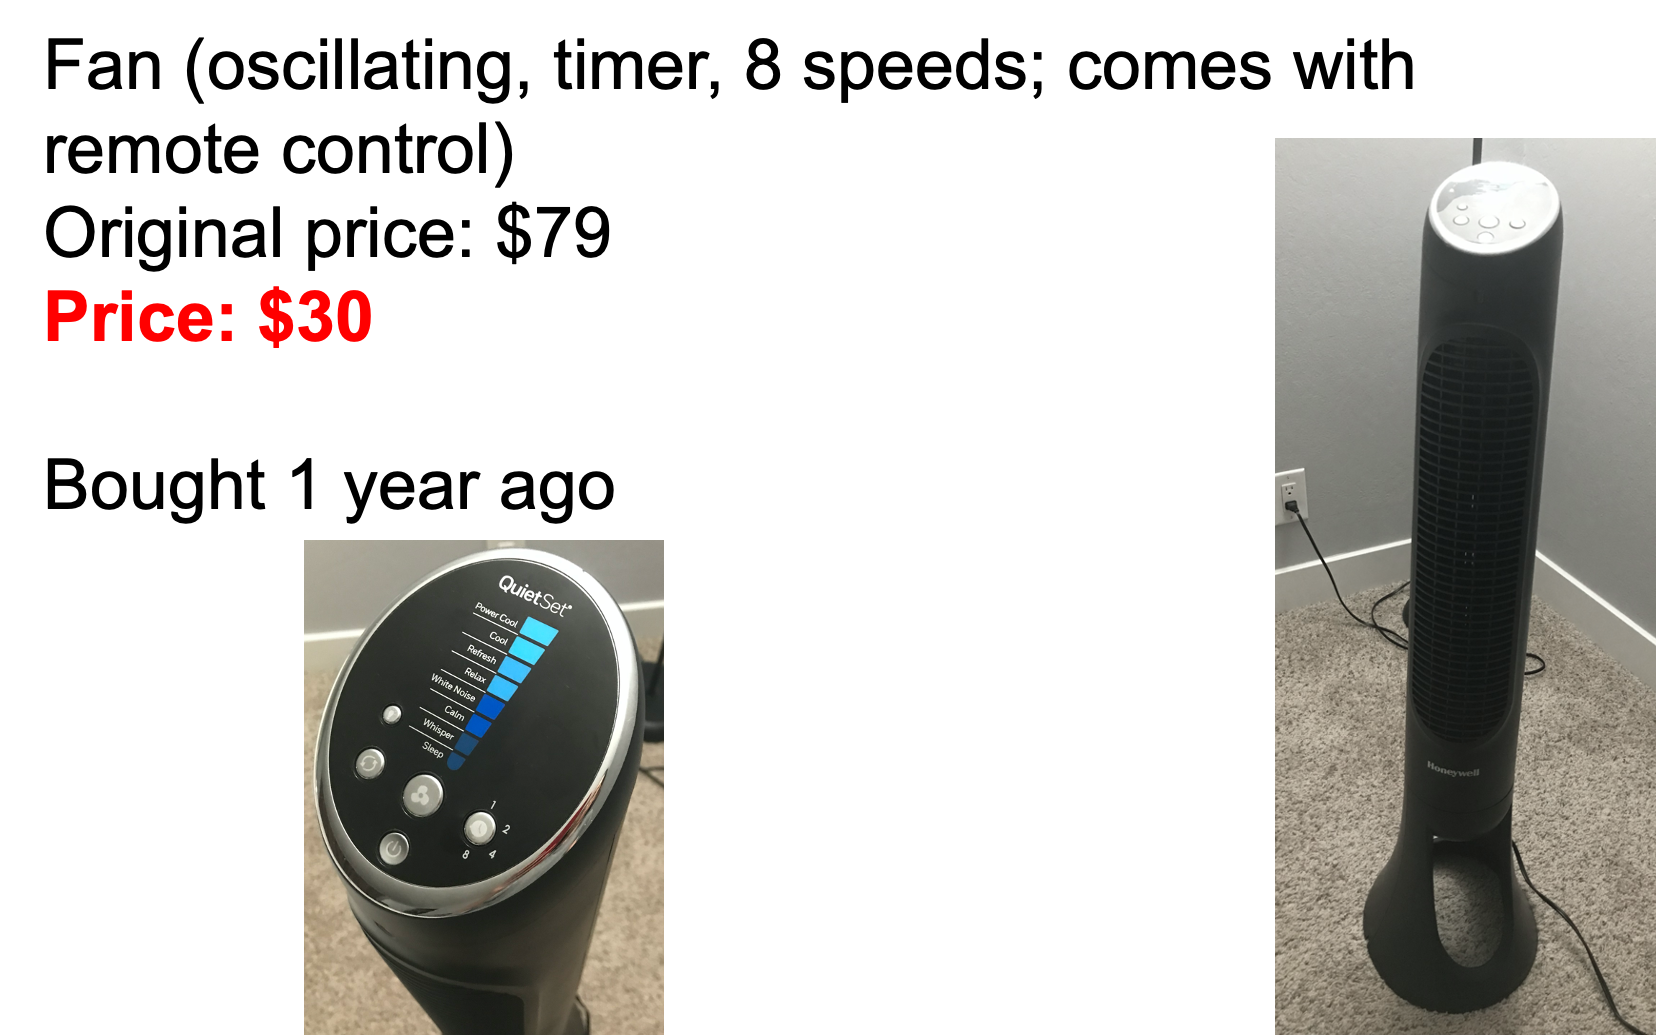 Fan (oscillating, timer, 8 speeds; comes with
remote control)
Original price: $79
Price: $30
Bought 1 year ago
QuietSet®
Power Cool
Cool
Refresh
Relax
White Noise
Calm
Whisper
Sleep
1
2
4
8
Honeywell